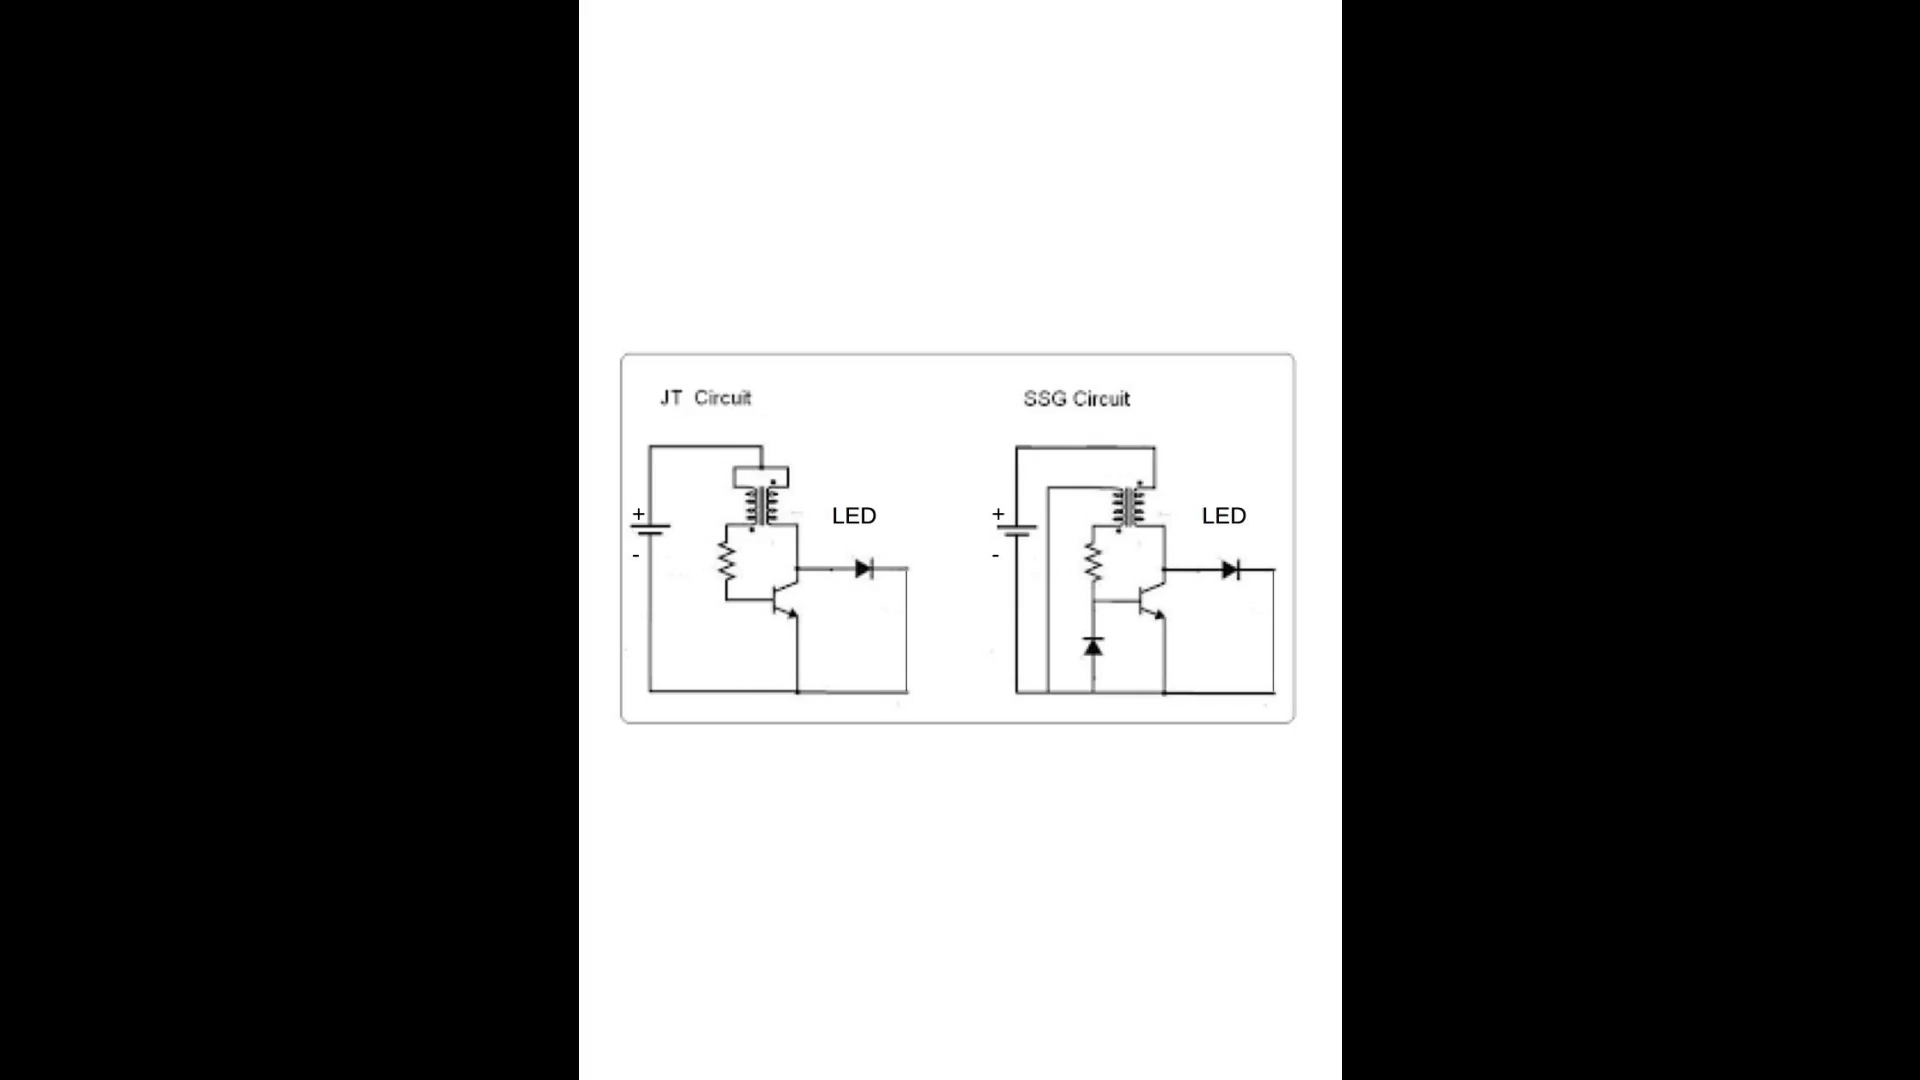 JT Circuit
SSG Circuit
+
LED
-
+
LED
-